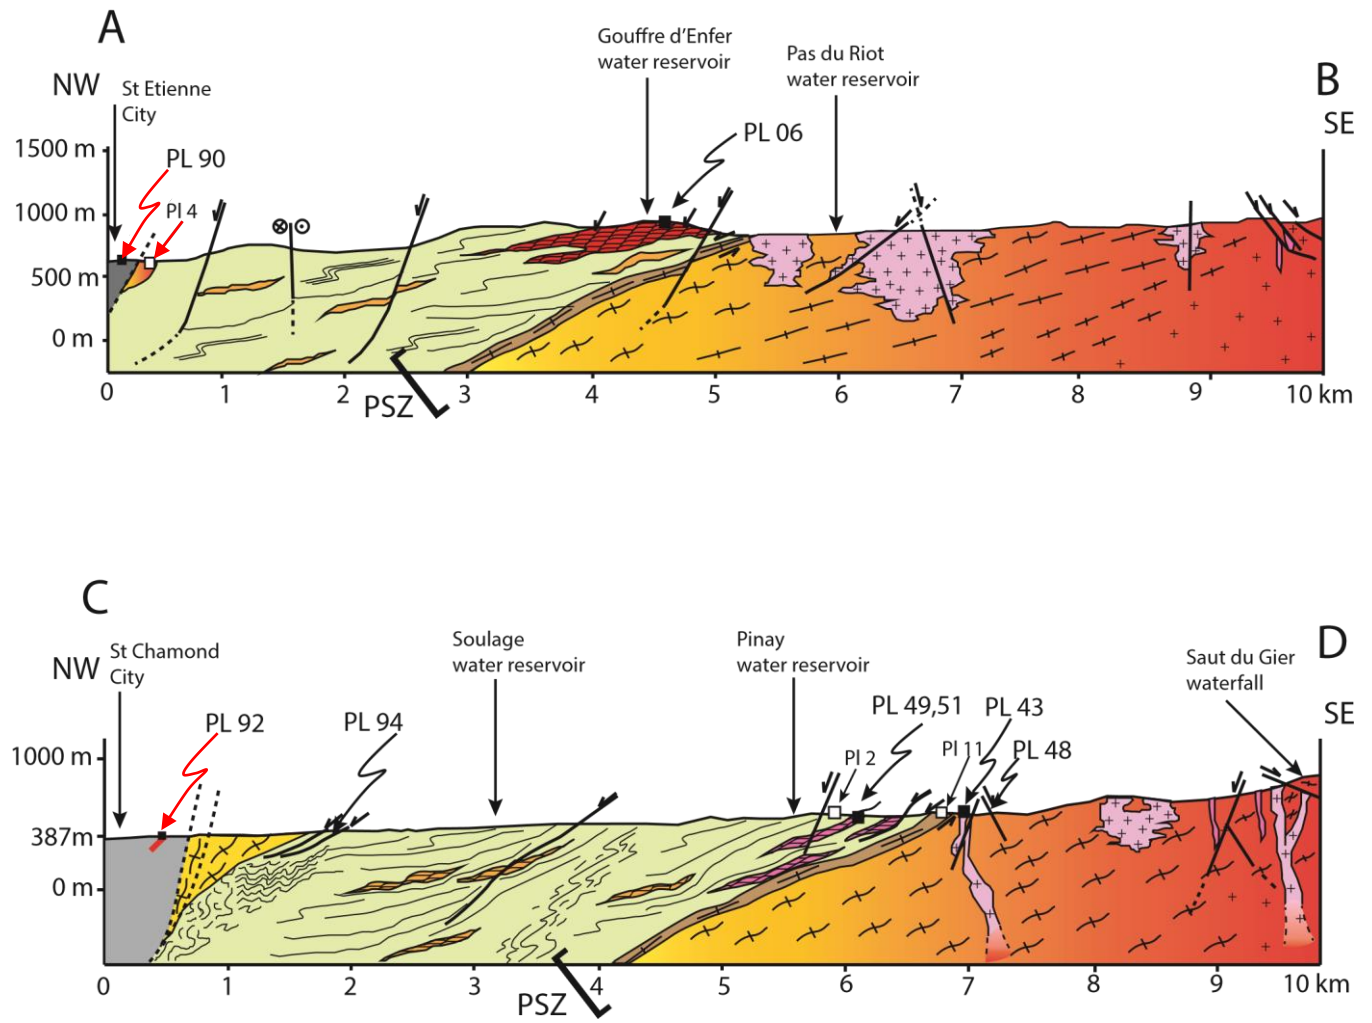 A
Gouffre d'Enfer
water reservoir
Pas du Riot
water reservoir
B
NW
St Etienne
City
SE
PL 06
1500 m
PL 90
Pl 4
1000 m
500 m
0 m
0 1 2 3 4 5 6 7 8 9 10 km
PSZ
C
St Chamond
City
NW
Soulage
water reservoir
Pinay
water reservoir
D
Saut du Gier
waterfall
SE
PL 92
PL 94
PL 49,51
PL 43
Pl 2
Pl 11
PL 48
1000 m
387m
0 m
0 1 2 3 4 5 6 7 8 9 10 km
PSZ